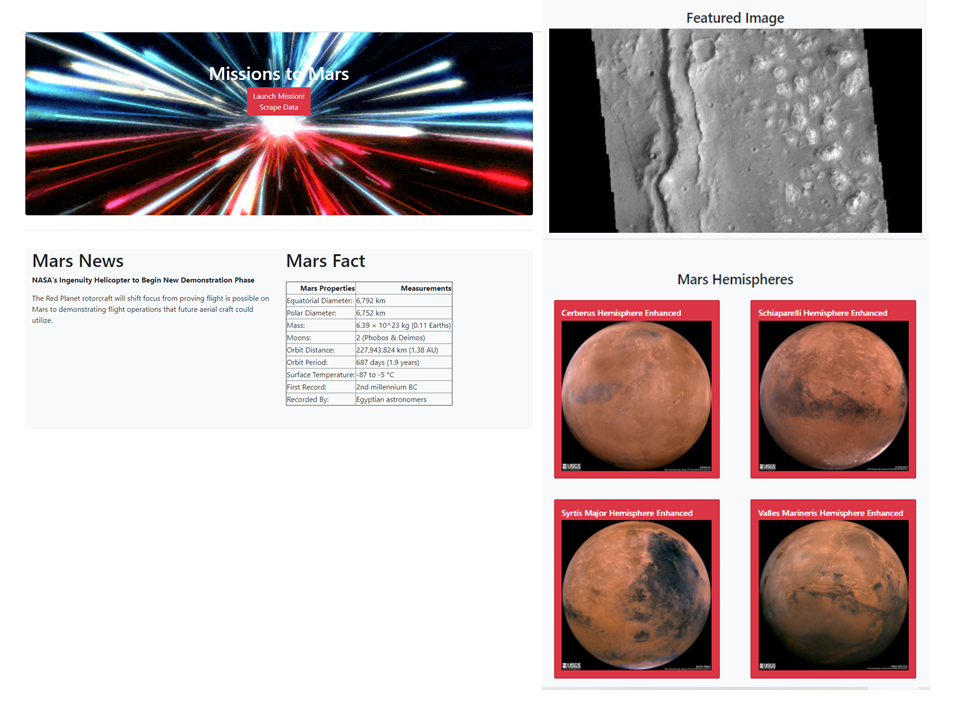 Missions to Mars
Launch Mission!
Scrape Data
Mars News
NASA's Ingenuity Helicopter to Begin New Demonstration Phase
The Red Planet rotorcraft will shift focus from proving flight is possible on
Mars to demonstrating flight operations that future aerial craft could
utilize.
Mars Fact
Mars Properties Measurements
Equatorial Diameter: 6,792 km
Polar Diameter: 6,752 km
Mass: 6.39 × 10^23 kg (0.11 Earths)
Moons: 2 (Phobos & Deimos)
Orbit Distance: 227,943,824 km (1.38 AU)
Orbit Period: 687 days (1.9 years)
Surface Temperature: -87 to -5 °C
First Record: 2nd millennium BC
Recorded By: Egyptian astronomers
Featured Image
Mars Hemispheres
Cerberus Hemisphere Enhanced
USGS
Schiaparelli Hemisphere Enhanced
USGS
Syrtis Major Hemisphere Enhanced
USGS
Valles Marineris Hemisphere Enhanced
USGS